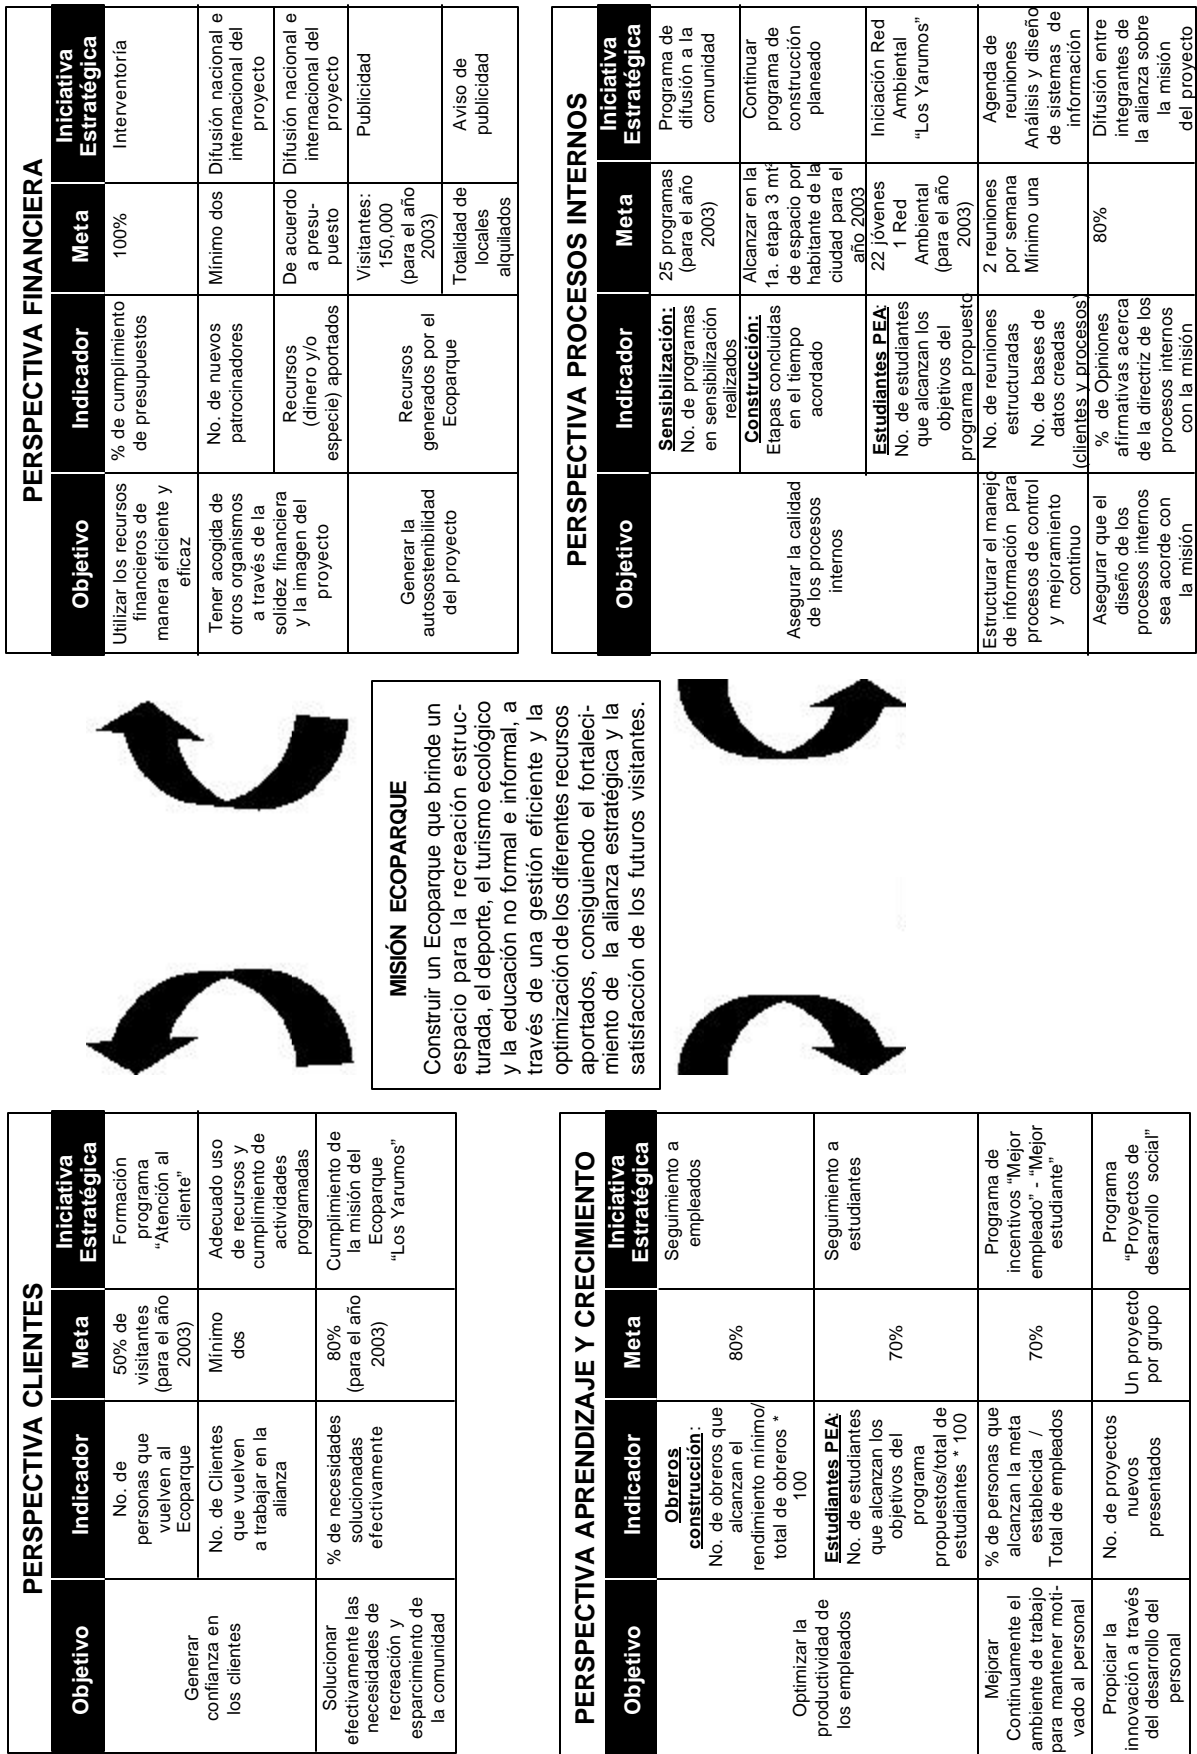 PERSPECTIVA CLIENTES
Objetivo
Indicador
Meta
Iniciativa
Estratégica
Generar
confianza en
los clientes
No. de
personas que
vuelven al
Ecoparque
50% de
visitantes
(para el año
2003)
Formación
programa
“Atención al
cliente”
No. de Clientes
que vuelven
a trabajar en la
alianza
Mínimo
dos
Adecuado uso
de recursos y
cumplimiento de
actividades
programadas
Solucionar
efectivamente las
necesidades de
recreación y
esparcimiento de
la comunidad
% de necesidades
solucionadas
efectivamente
80%
(para el año
2003)
Cumplimiento de
la misión del
Ecoparque
“Los Yarumos”
PERSPECTIVA FINANCIERA
Objetivo
Indicador
Meta
Iniciativa
Estratégica
Utilizar los recursos
financieros de
manera eficiente y
eficaz
% de cumplimiento
de presupuestos
100%
Interventoría
Tener acogida de
otros organismos
a través de la
solidez financiera
y la imagen del
proyecto
No. de nuevos
patrocinadores
Mínimo dos
Difusión nacional e
internacional del
proyecto
Recursos
(dinero y/o
especie) aportados
De acuerdo
a presu-
puesto
Difusión nacional e
internacional del
proyecto
Generar la
autosostenibilidad
del proyecto
Recursos
generados por el
Ecoparque
Visitantes:
150,000
(para el año
2003)
Publicidad
Totalidad de
locales
alquilados
Aviso de
publicidad
MISIÓN ECOPARQUE
Construir un Ecoparque que brinde un
espacio para la recreación estruc-
turada, el deporte, el turismo ecológico
y la educación no formal e informal, a
través de una gestión eficiente y la
optimización de los diferentes recursos
aportados, consiguiendo el fortaleci-
miento de la alianza estratégica y la
satisfacción de los futuros visitantes.
PERSPECTIVA APRENDIZAJE Y CRECIMIENTO
Objetivo
Indicador
Meta
Iniciativa
Estratégica
Optimizar la
productividad de
los empleados
Obreros
construcción:
No. de obreros que
alcanzan el
rendimiento mínimo/
total de obreros *
100
80%
Seguimiento a
empleados
Estudiantes PEA:
No. de estudiantes
que alcanzan los
objetivos del
programa
propuestos/total de
estudiantes * 100
70%
Seguimiento a
estudiantes
Mejorar
Continuamente el
ambiente de trabajo
para mantener moti-
vado al personal
% de personas que
alcanzan la meta
establecida /
Total de empleados
70%
Programa de
incentivos “Mejor
empleado” - “Mejor
estudiante”
Propiciar la
innovación a través
del desarrollo del
personal
No. de proyectos
nuevos
presentados
Un proyecto
por grupo
Programa
“Proyectos de
desarrollo social”
PERSPECTIVA PROCESOS INTERNOS
Objetivo
Indicador
Meta
Iniciativa
Estratégica
Asegurar la calidad
de los procesos
internos
Sensibilización:
No. de programas
en sensibilización
realizados
25 programas
(para el año
2003)
Programa de
difusión a la
comunidad
Construcción:
Etapas concluidas
en el tiempo
acordado
Alcanzar en la
1a. etapa 3 mt²
de espacio por
habitante de la
ciudad para el
año 2003
Continuar
programa de
construcción
planeado
Estudiantes PEA:
No. de estudiantes
que alcanzan los
objetivos del
programa propuesto
22 jóvenes
1 Red
Ambiental
(para el año
2003)
Iniciación Red
Ambiental
“Los Yarumos”
Estructurar el manejo
de información para
procesos de control
y mejoramiento
continuo
No. de reuniones
estructuradas
No. de bases de
datos creadas
(clientes y procesos)
2 reuniones
por semana
Mínimo una
Agenda de
reuniones
Análisis y diseño
de sistemas de
información
Asegurar que el
diseño de los
procesos internos
sea acorde con
la misión
% de Opiniones
afirmativas acerca
de la directriz de los
procesos internos
con la misión
80%
Difusión entre
integrantes de
la alianza sobre
la misión
del proyecto